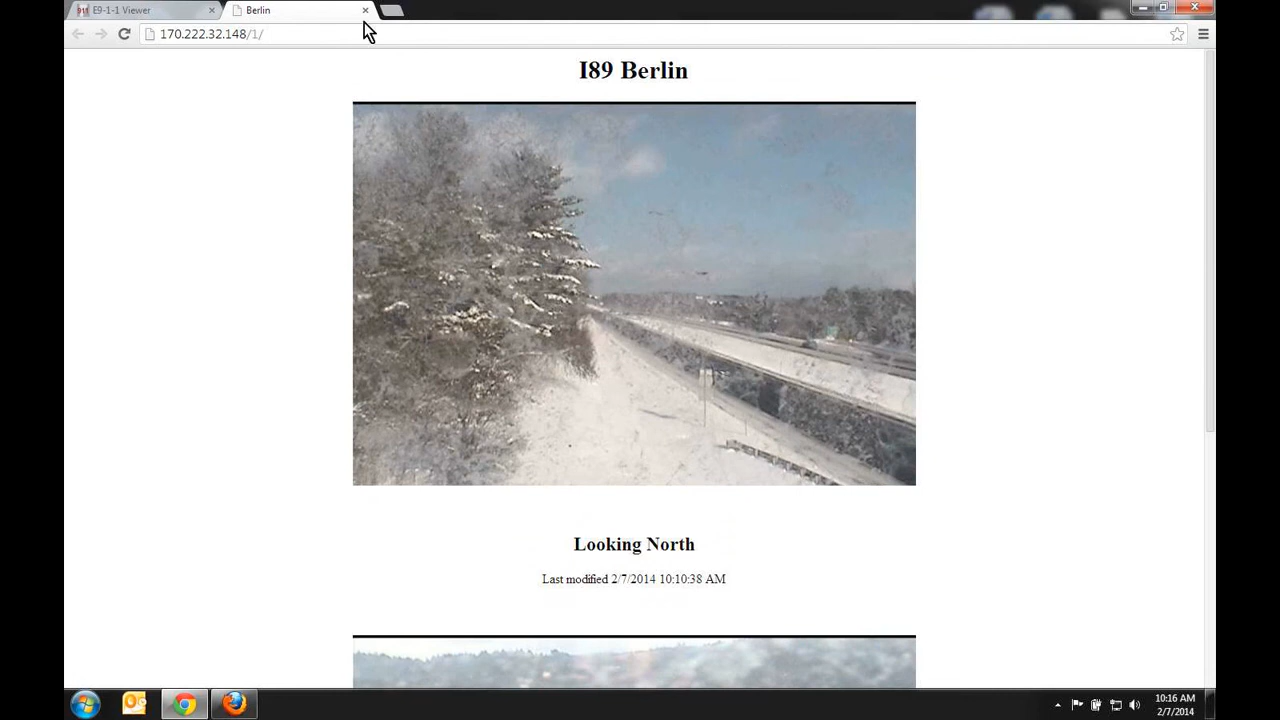 E9-1-1 Viewer
Berlin
170.222.32.148/1/
I89 Berlin
Looking North
Last modified 2/7/2014 10:10:38 AM
10:16 AM
2/7/2014